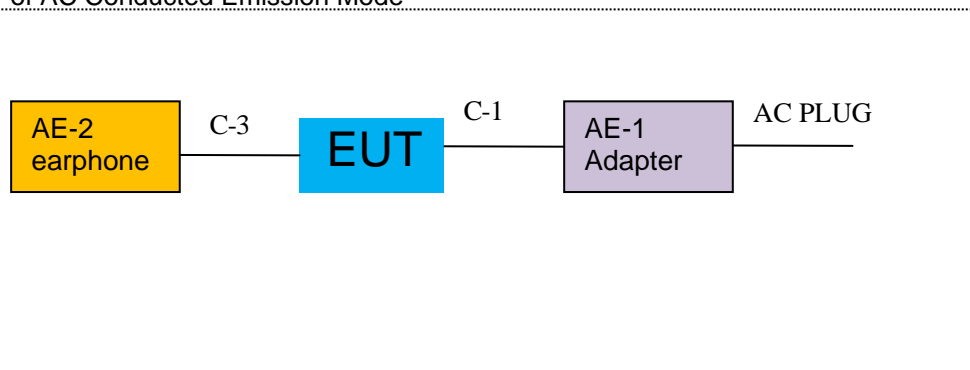 of AC Conducted Emission Mode
AE-2
earphone
C-3
EUT
C-1
AE-1
Adapter
AC PLUG